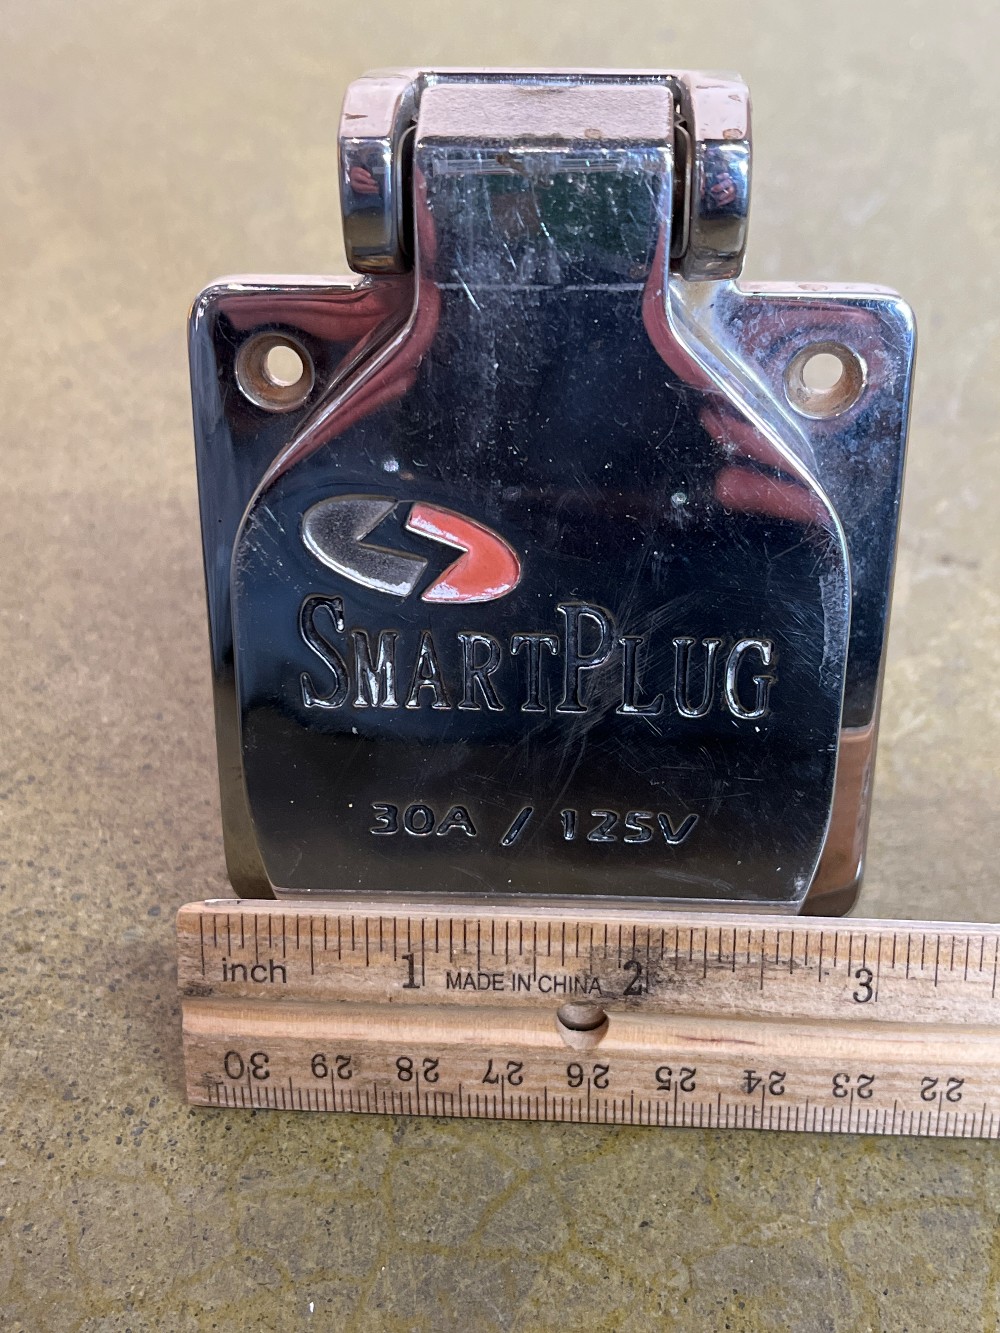 SMARTPLUG
30A / 125V
inch 1 MADE IN CHINA 2 3
30 29 28 27 26 25 24 23 22